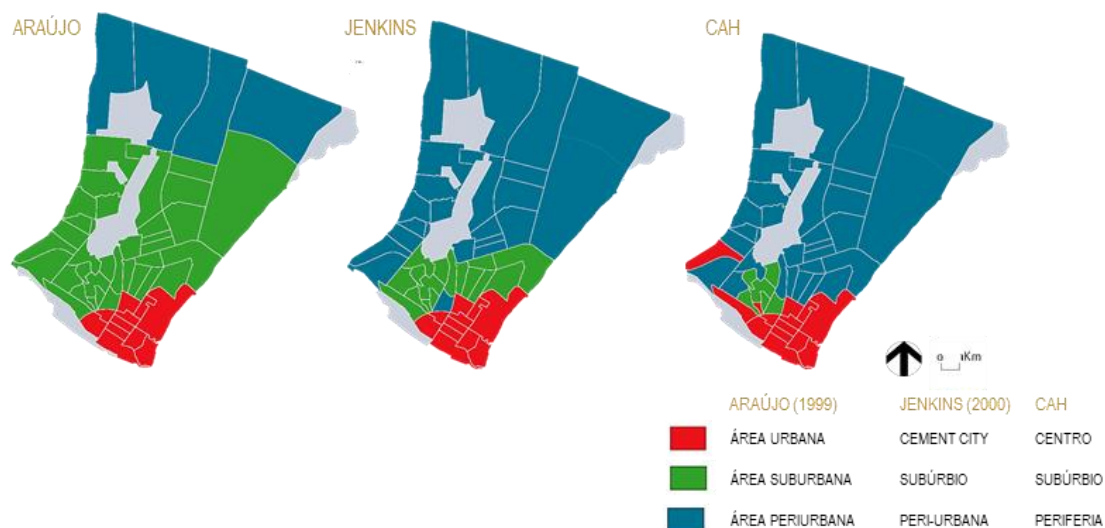 ARAÚJO
JENKINS
CAH
Km
ARAÚJO (1999) JENKINS (2000) CAH
ÁREA URBANA CEMENT CITY CENTRO
ÁREA SUBURBANA SUBÚRBIO SUBÚRBIO
ÁREA PERIURBANA PERI-URBANA PERIFERIA